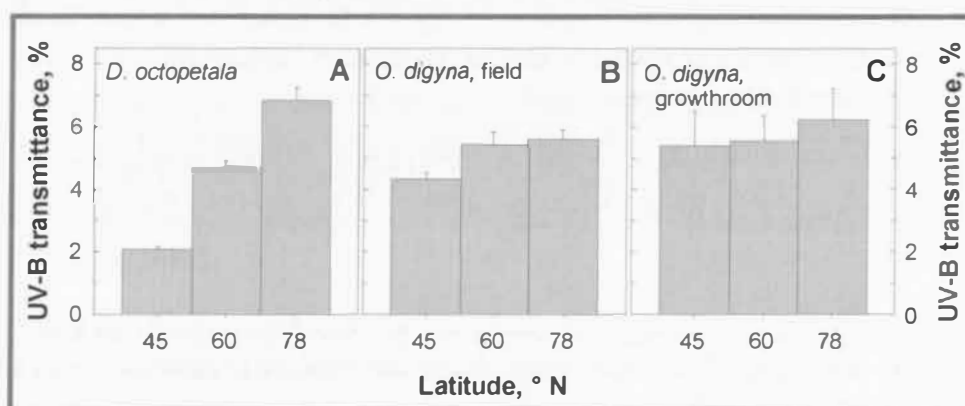 UV-B transmittance, %
8
6
4
2
0
D. octopetala A
O. digyna, field B
O. digyna, C
growthroom
8
6
4
2
0
UV-B transmittance, %
45 60 78
45 60 78
45 60 78
Latitude, ° N